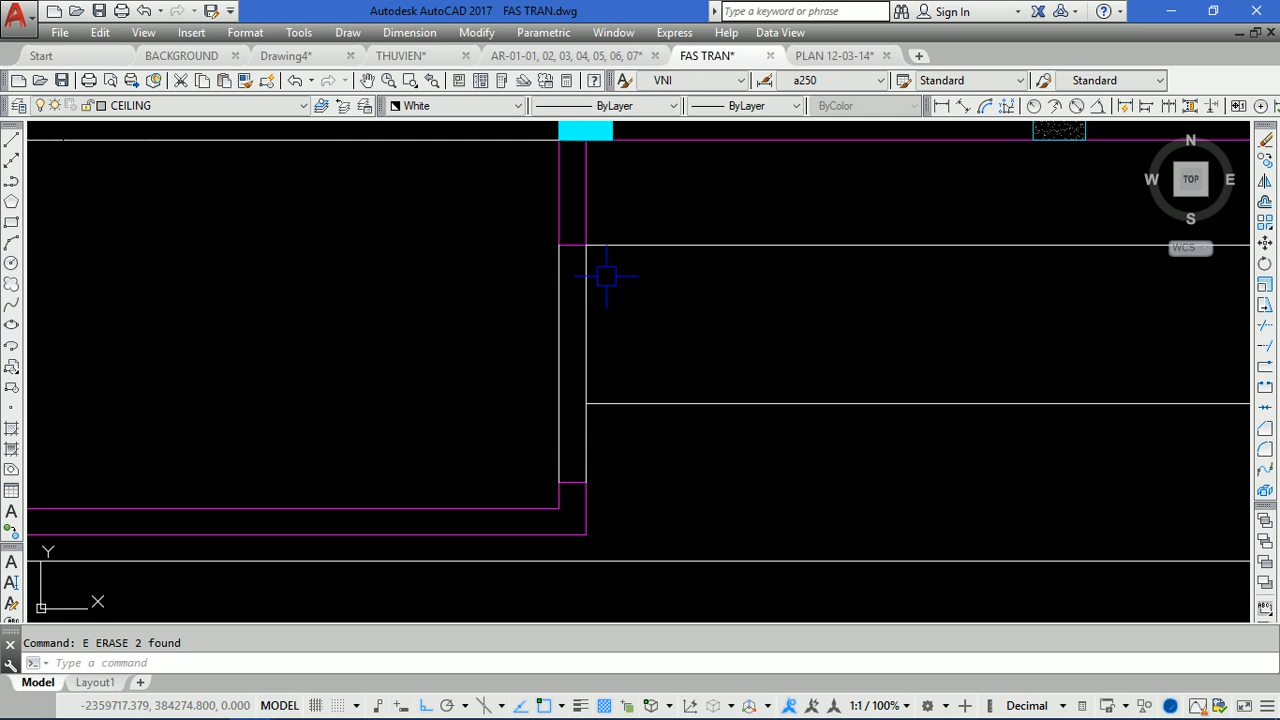 Autodesk AutoCAD 2017 FAS TRAN.dwg
Type a keyword or phrase
Sign In
File Edit View Insert Format Tools Draw Dimension Modify Parametric Window Express Help Data View
Start BACKGROUND Drawing4* THUVIEN* AR-01-01, 02, 03, 04, 05, 06, 07* FAS TRAN* PLAN 12-03-14*
VNI a250 Standard Standard
CEILING White ByLayer ByLayer ByColor
N
W TOP E
S
WCS
Y
X
Command: E ERASE 2 found
Type a command
Model Layout1
-2359717.379, 384274.800, 0.000 MODEL 1:1 / 100% Decimal